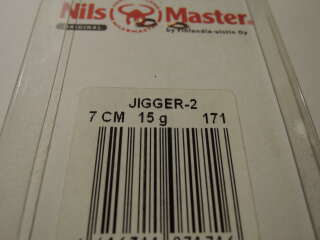 Nils Master®
ORIGINAL
by Finlandia-uistin Oy
JIGGER-2
7 CM 15 g 171